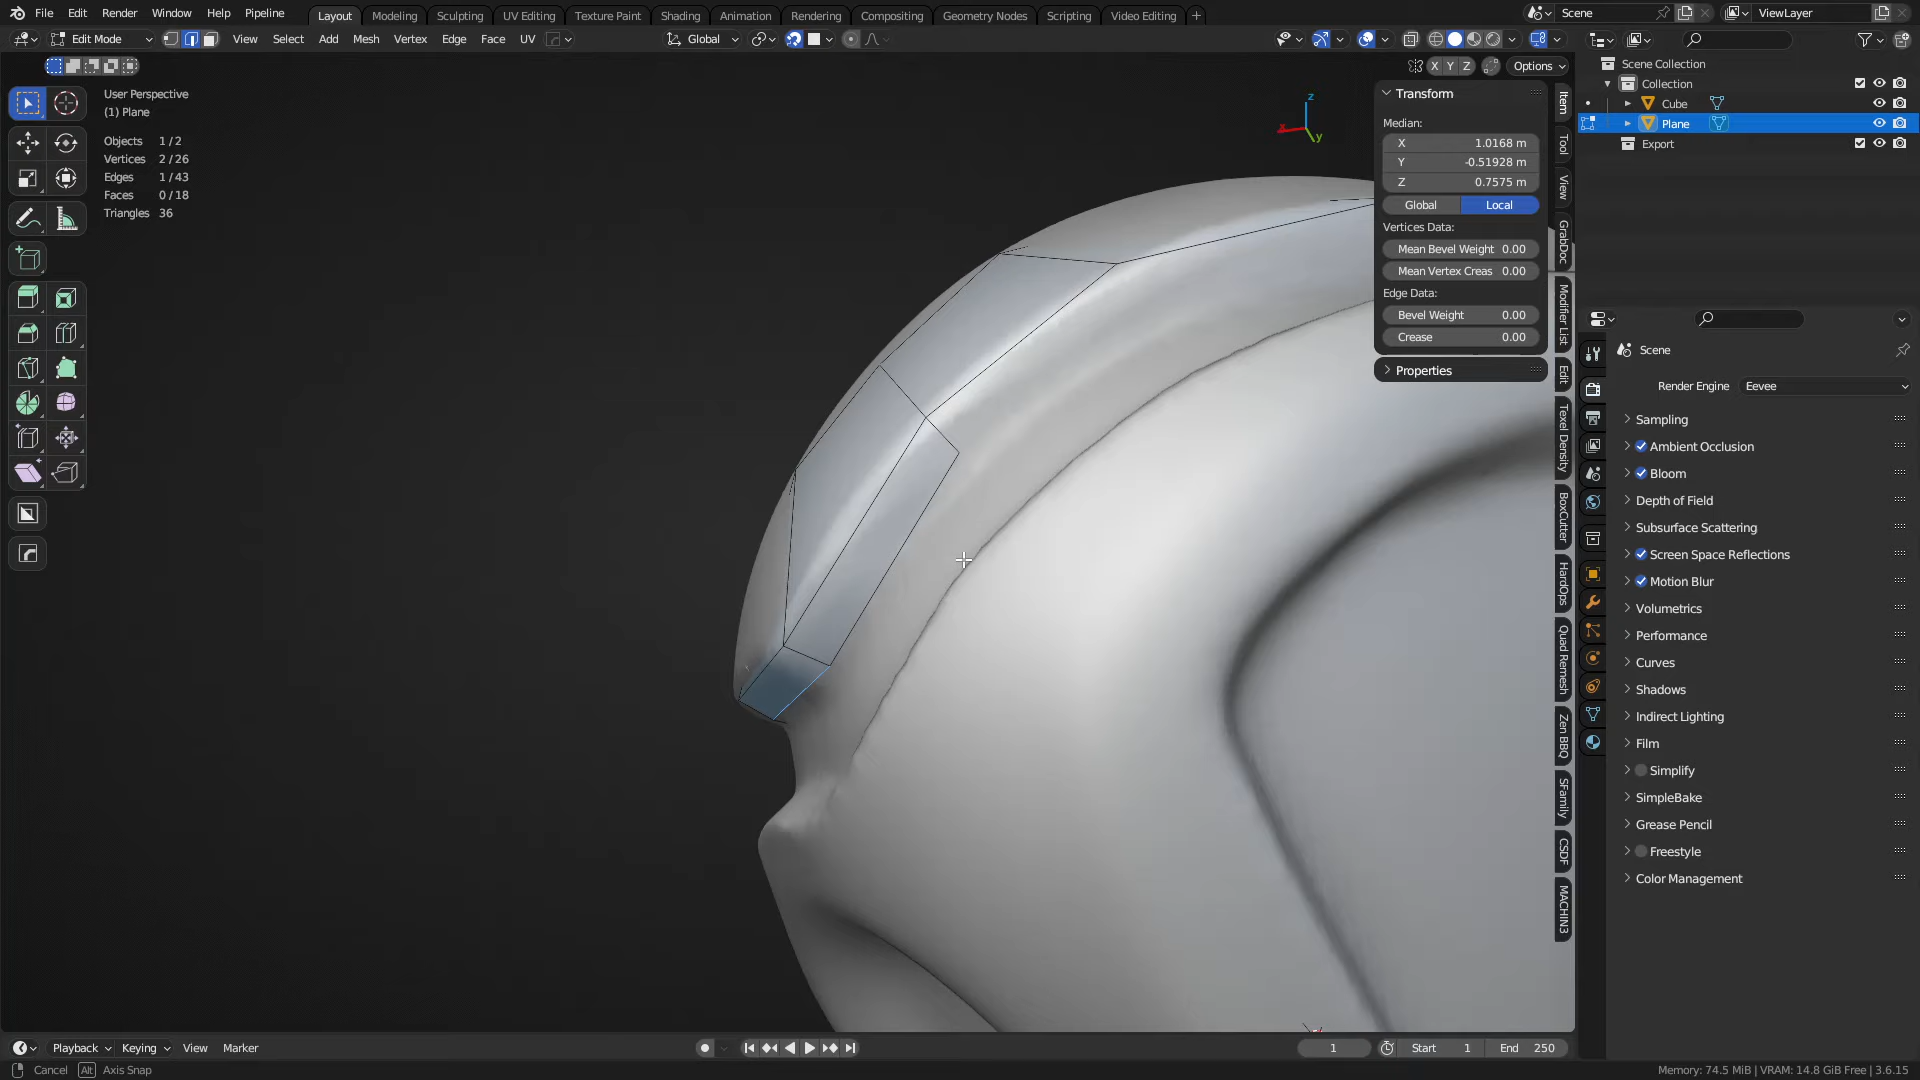 File Edit Render Window Help Pipeline
Layout Modeling Sculpting UV Editing Texture Paint Shading Animation Rendering Compositing Geometry Nodes Scripting Video Editing +
Scene
ViewLayer
Edit Mode View Select Add Mesh Vertex Edge Face UV
Global
X Y Z
Options
User Perspective
(1) Plane
Objects 1/2
Vertices 2/26
Edges 1/43
Faces 0/18
Triangles 36
z
x
y
Transform
Median:
X 1.0168 m
Y -0.51928 m
Z 0.7575 m
Global Local
Vertices Data:
Mean Bevel Weight 0.00
Mean Vertex Creas 0.00
Edge Data:
Bevel Weight 0.00
Crease 0.00
Properties
Item
Tool
View
GrabDoc
Modifier List
Edit
Texel Density
BoxCutter
HardOps
Quad Remesh
Zen BBQ
SFamily
CSDF
MACHIN3
Scene Collection
Collection
Cube
Plane
Export
Scene
Render Engine Eevee
Sampling
Ambient Occlusion
Bloom
Depth of Field
Subsurface Scattering
Screen Space Reflections
Motion Blur
Volumetrics
Performance
Curves
Shadows
Indirect Lighting
Film
Simplify
SimpleBake
Grease Pencil
Freestyle
Color Management
Playback Keying View Marker
1
Start 1
End 250
Cancel Alt Axis Snap
Memory: 74.5 MiB | VRAM: 14.8 GiB Free | 3.6.15